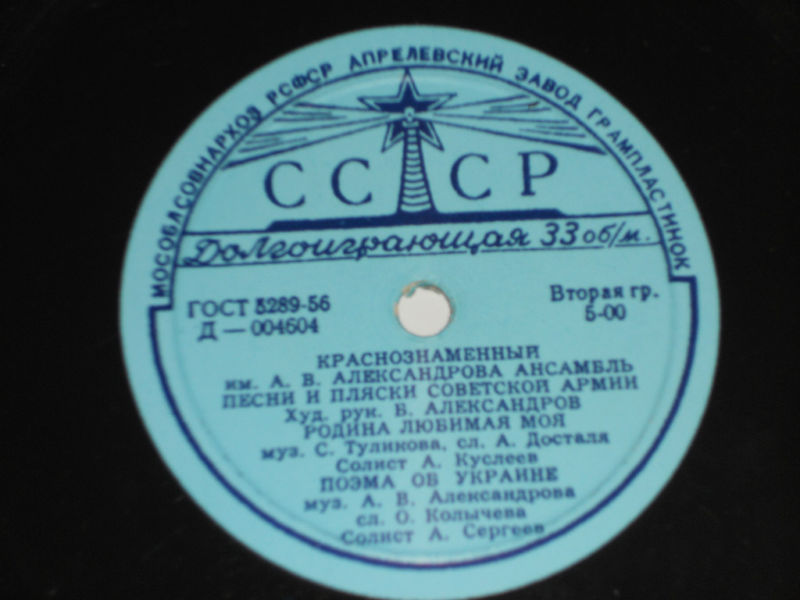 МОСОБЛСОВНАРХОЗ РСФСР АПРЕЛЕВСКИЙ ЗАВОД ГРАМПЛАСТИНОК
СССР
Долгоиграющая 33 об/м.
ГОСТ 5289-56
Д — 004604
Вторая гр.
5-00
КРАСНОЗНАМЕННЫЙ
им. А. В. АЛЕКСАНДРОВА АНСАМБЛЬ
ПЕСНИ И ПЛЯСКИ СОВЕТСКОЙ АРМИИ
Худ. рук. Б. АЛЕКСАНДРОВ
РОДИНА ЛЮБИМАЯ МОЯ
муз. С. Туликова, сл. А. Досталя
Солист А. Куслеев
ПОЭМА ОБ УКРАИНЕ
муз. А. В. Александрова
сл. О. Колычева
Солист А. Сергеев